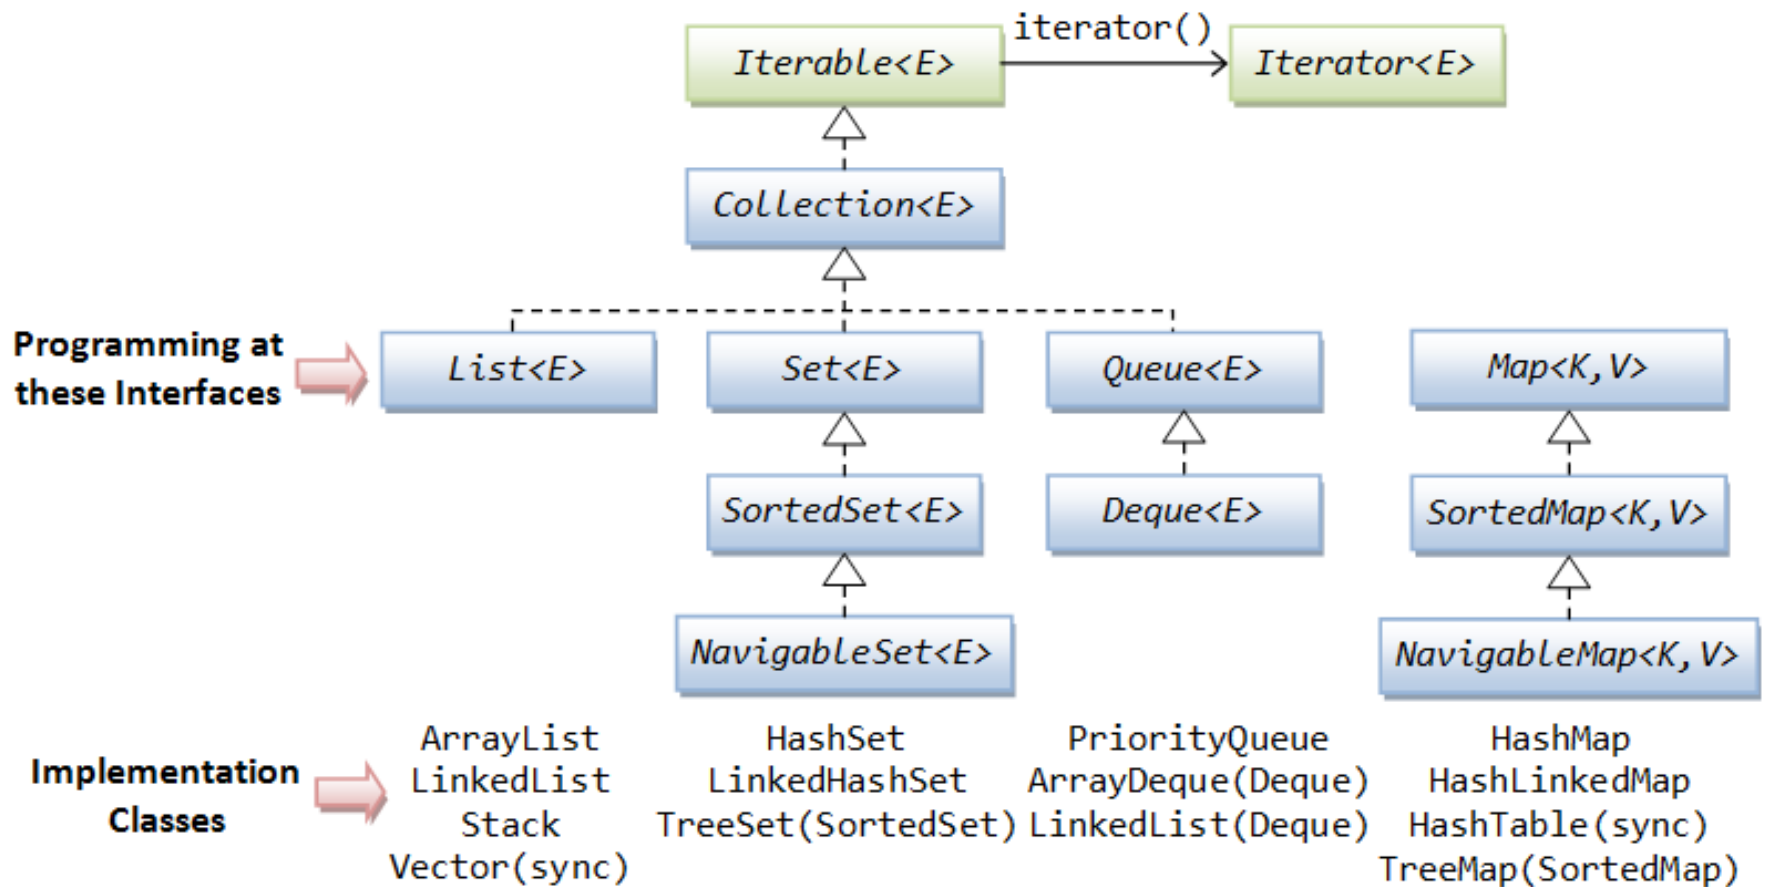 iterator()
Iterable<E>
Iterator<E>
Collection<E>
Programming at
these Interfaces
List<E>
Set<E>
Queue<E>
Map<K,V>
SortedSet<E>
Deque<E>
SortedMap<K,V>
NavigableSet<E>
NavigableMap<K,V>
Implementation
Classes
ArrayList
LinkedList
Stack
Vector(sync)
HashSet
LinkedHashSet
TreeSet(SortedSet)
PriorityQueue
ArrayDeque(Deque)
LinkedList(Deque)
HashMap
HashLinkedMap
HashTable(sync)
TreeMap(SortedMap)